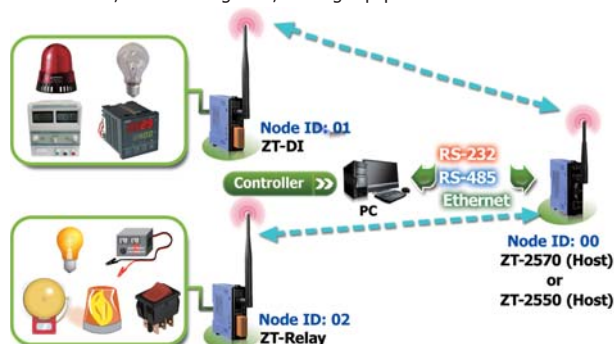 Node ID: 01
ZT-DI
Controller >>
PC
RS-232
RS-485
Ethernet
Node ID: 00
ZT-2570 (Host)
or
ZT-2550 (Host)
Node ID: 02
ZT-Relay